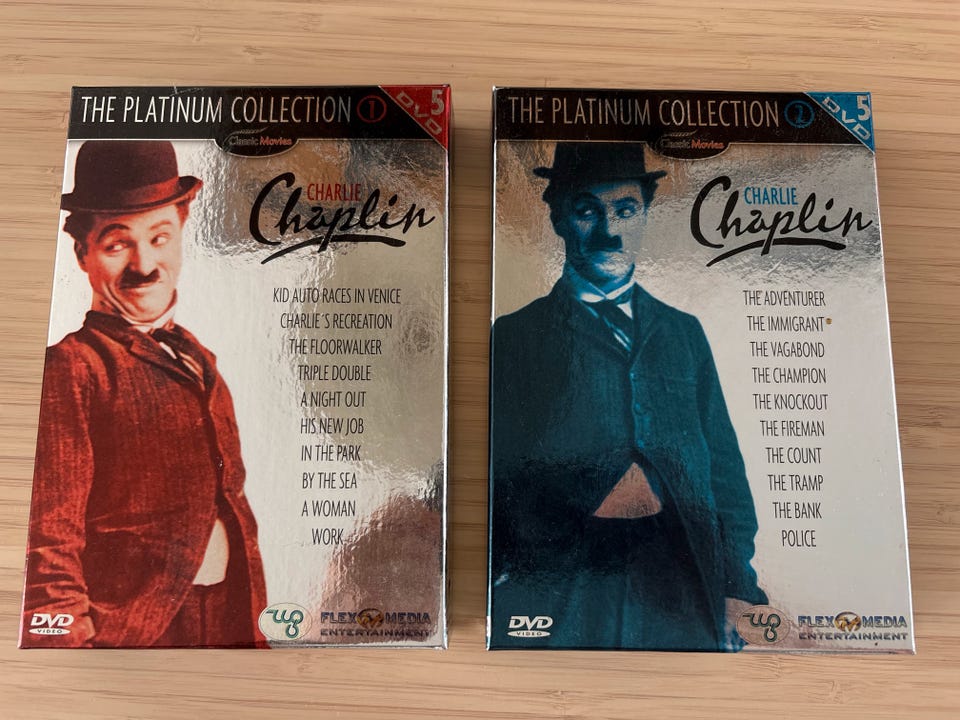 THE PLATINUM COLLECTION 1
5
DVD
Classic Movies
CHARLIE
Chaplin
KID AUTO RACES IN VENICE
CHARLIE´S RECREATION
THE FLOORWALKER
TRIPLE DOUBLE
A NIGHT OUT
HIS NEW JOB
IN THE PARK
BY THE SEA
A WOMAN
WORK
DVD
VIDEO
FLEX MEDIA
ENTERTAINMENT
THE PLATINUM COLLECTION 2
5
DVD
Classic Movies
CHARLIE
Chaplin
THE ADVENTURER
THE IMMIGRANT
THE VAGABOND
THE CHAMPION
THE KNOCKOUT
THE FIREMAN
THE COUNT
THE TRAMP
THE BANK
POLICE
DVD
VIDEO
FLEX MEDIA
ENTERTAINMENT